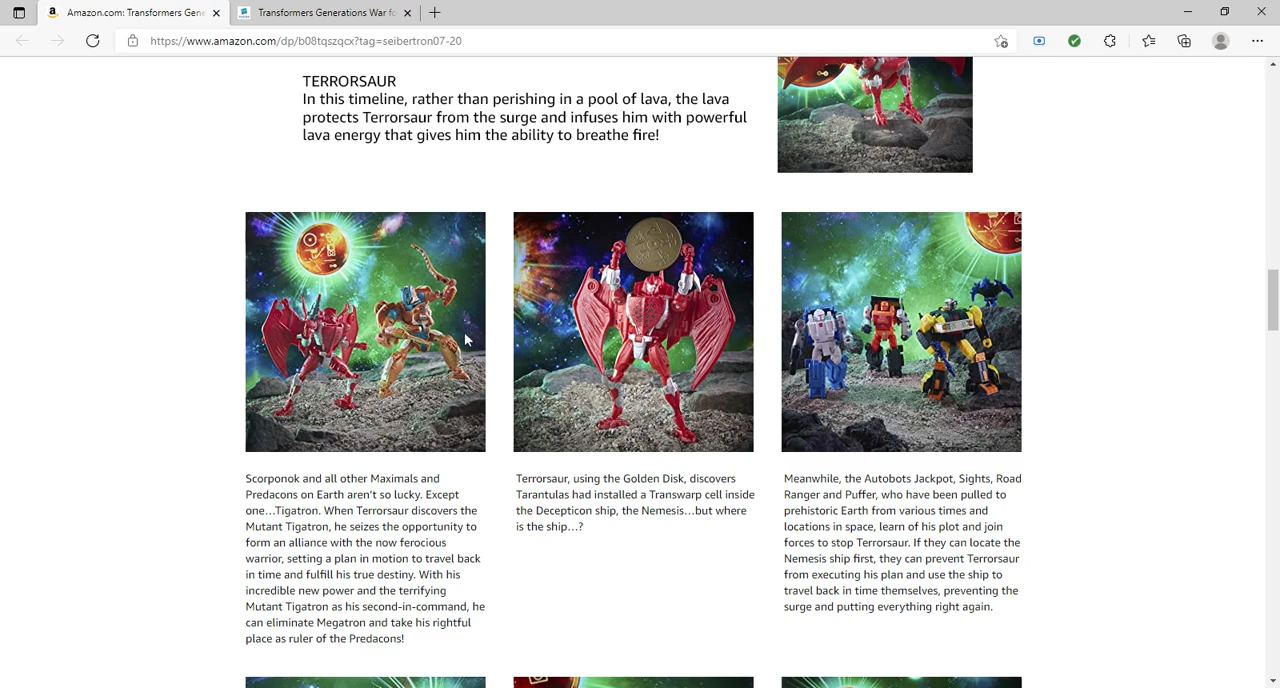 Amazon.com: Transformers Gene
Transformers Generations War fo
https://www.amazon.com/dp/b08tqszqcx?tag=seibertron07-20
TERRORSAUR
In this timeline, rather than perishing in a pool of lava, the lava
protects Terrorsaur from the surge and infuses him with powerful
lava energy that gives him the ability to breathe fire!
Scorponok and all other Maximals and
Predacons on Earth aren't so lucky. Except
one...Tigatron. When Terrorsaur discovers the
Mutant Tigatron, he seizes the opportunity to
form an alliance with the now ferocious
warrior, setting a plan in motion to travel back
in time and fulfill his true destiny. With his
incredible new power and the terrifying
Mutant Tigatron as his second-in-command, he
can eliminate Megatron and take his rightful
place as ruler of the Predacons!
Terrorsaur, using the Golden Disk, discovers
Tarantulas had installed a Transwarp cell inside
the Decepticon ship, the Nemesis...but where
is the ship...?
Meanwhile, the Autobots Jackpot, Sights, Road
Ranger and Puffer, who have been pulled to
prehistoric Earth from various times and
locations in space, learn of his plot and join
forces to stop Terrorsaur. If they can locate the
Nemesis ship first, they can prevent Terrorsaur
from executing his plan and use the ship to
travel back in time themselves, preventing the
surge and putting everything right again.